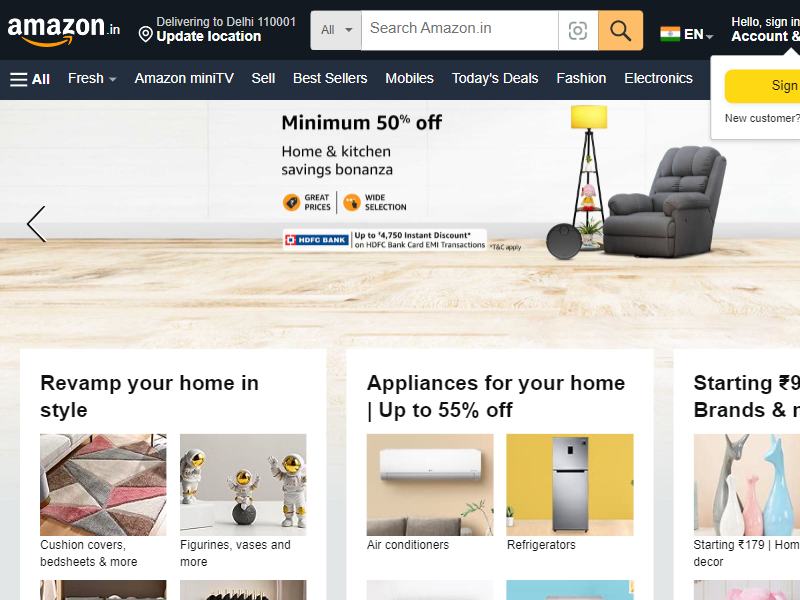 amazon.in
Delivering to Delhi 110001
Update location
All
Search Amazon.in
EN
Hello, sign in
Account &
All
Fresh
Amazon miniTV
Sell
Best Sellers
Mobiles
Today's Deals
Fashion
Electronics
Sign
New customer?
Minimum 50% off
Home & kitchen
savings bonanza
GREAT
PRICES
WIDE
SELECTION
HDFC BANK
Up to ₹4,750 Instant Discount*
on HDFC Bank Card EMI Transactions
*T&C apply
Revamp your home in
style
Cushion covers,
bedsheets & more
Figurines, vases and
more
Appliances for your home
| Up to 55% off
Air conditioners
Refrigerators
Starting ₹9
Brands &
Starting ₹179 | Hom
decor